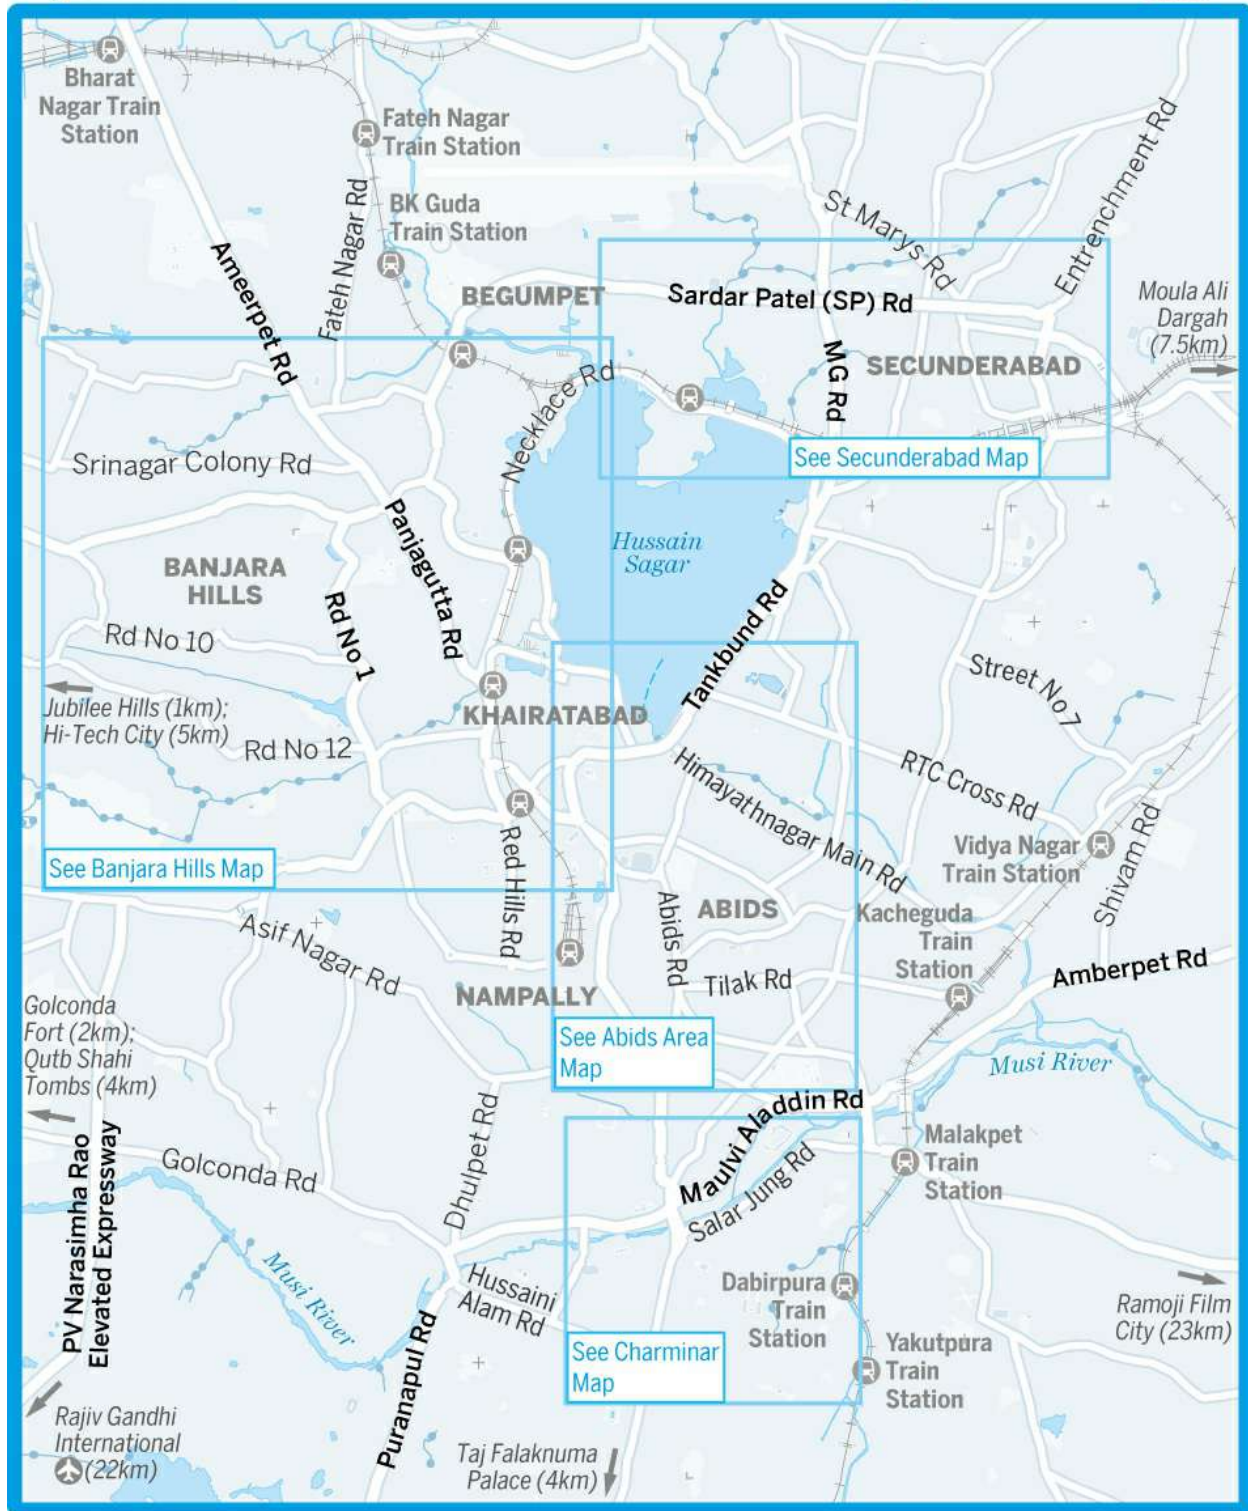 Bharat
Nagar Train
Station
Fateh Nagar
Train Station
Entrenchment Rd
Fateh Nagar Rd
BK Guda
Train Station
St Marys Rd
Ameerpet Rd
BEGUMPET
Sardar Patel (SP) Rd
Moula Ali
Dargah
(7.5km)
MG Rd
SECUNDERABAD
Necklace Rd
See Secunderabad Map
Srinagar Colony Rd
Panjagutta Rd
Hussain
Sagar
BANJARA
HILLS
Rd No 1
Tankbund Rd
Rd No 10
Street No 7
Jubilee Hills (1km);
Hi-Tech City (5km)
KHAIRATABAD
Rd No 12
Himayathnagar Main Rd
RTC Cross Rd
Red Hills Rd
Vidya Nagar
Train Station
Shivam Rd
See Banjara Hills Map
Abids Rd
ABIDS
Kacheguda
Train
Station
Asif Nagar Rd
Amberpet Rd
NAMPALLY
Tilak Rd
Golconda
Fort (2km);
Qutb Shahi
Tombs (4km)
See Abids Area
Map
Musi River
Maulvi Aladdin Rd
PV Narasimha Rao
Elevated Expressway
Golconda Rd
Dhulpet Rd
Salar Jung Rd
Malakpet
Train
Station
Musi River
Hussaini
Alam Rd
Dabirpura
Train
Station
Ramoji Film
City (23km)
Puranapul Rd
See Charminar
Map
Yakutpura
Train
Station
Rajiv Gandhi
International
(22km)
Taj Falaknuma
Palace (4km)